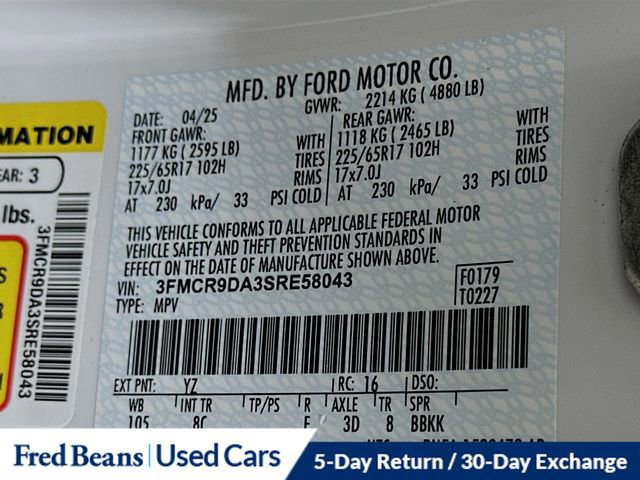 MFD. BY FORD MOTOR CO.
DATE: 04/25 GVWR: 2214 KG ( 4880 LB)
FRONT GAWR: REAR GAWR:
1177 KG ( 2595 LB) WITH 1118 KG ( 2465 LB) WITH
225/65R17 102H TIRES 225/65R17 102H TIRES
17x7.0J RIMS 17x7.0J RIMS
AT 230 kPa/ 33 PSI COLD AT 230 kPa/ 33 PSI COLD
THIS VEHICLE CONFORMS TO ALL APPLICABLE FEDERAL MOTOR
VEHICLE SAFETY AND THEFT PREVENTION STANDARDS IN
EFFECT ON THE DATE OF MANUFACTURE SHOWN ABOVE.
VIN: 3FMCR9DA3SRE58043 F0179
TYPE: MPV T0227
EXT PNT: YZ RC: 16 DSO:
WB INT TR TP/PS R AXLE TR SPR
105 8C 3D 8 BBKK
MATION
EAR: 3
lbs.
3FMCR9DA3SRE58043
Fred Beans Used Cars 5-Day Return / 30-Day Exchange